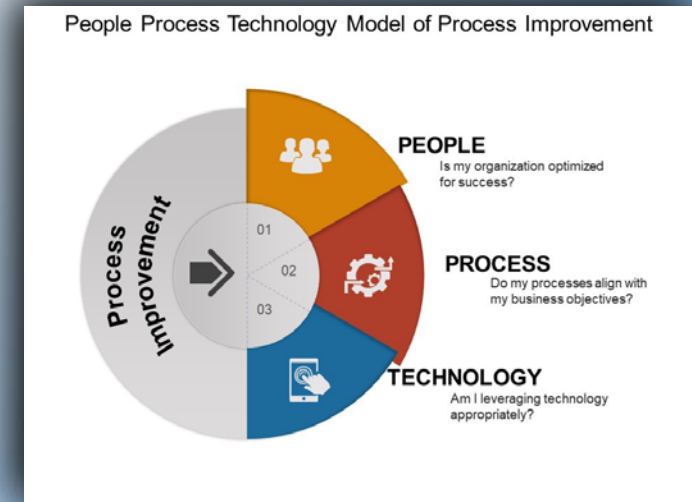 People Process Technology Model of Process Improvement
PEOPLE
Is my organization optimized
for success?
Process
Improvement
01
02
03
PROCESS
Do my processes align with
my business objectives?
TECHNOLOGY
Am I leveraging technology
appropriately?